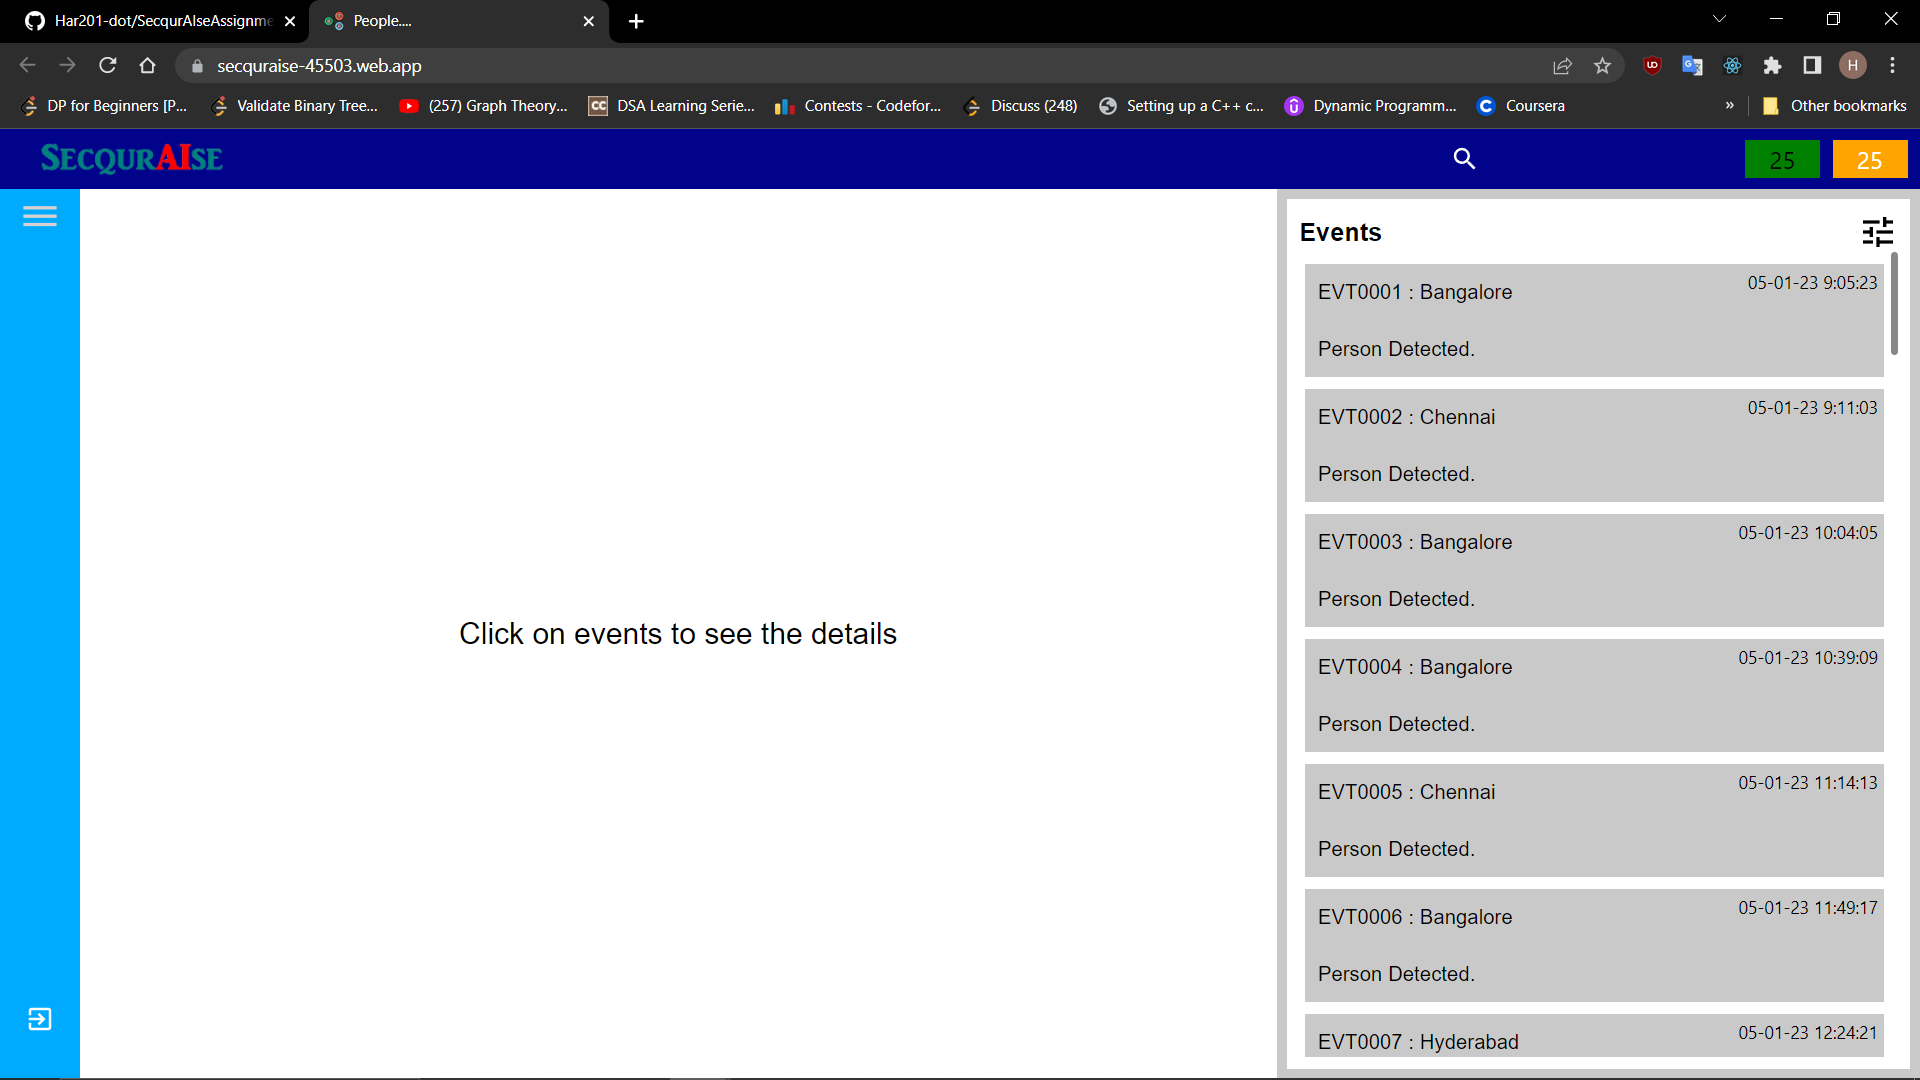 Har201-dot/SecqurAIseAssignme
People....
secquraise-45503.web.app
H
DP for Beginners [P...
Validate Binary Tree...
(257) Graph Theory...
DSA Learning Serie...
Contests - Codefor...
Discuss (248)
Setting up a C++ c...
Dynamic Programm...
Coursera
»
Other bookmarks
SECQURAISE
25
25
Events
EVT0001 : Bangalore
05-01-23 9:05:23
Person Detected.
EVT0002 : Chennai
05-01-23 9:11:03
Person Detected.
EVT0003 : Bangalore
05-01-23 10:04:05
Person Detected.
Click on events to see the details
EVT0004 : Bangalore
05-01-23 10:39:09
Person Detected.
EVT0005 : Chennai
05-01-23 11:14:13
Person Detected.
EVT0006 : Bangalore
05-01-23 11:49:17
Person Detected.
EVT0007 : Hyderabad
05-01-23 12:24:21